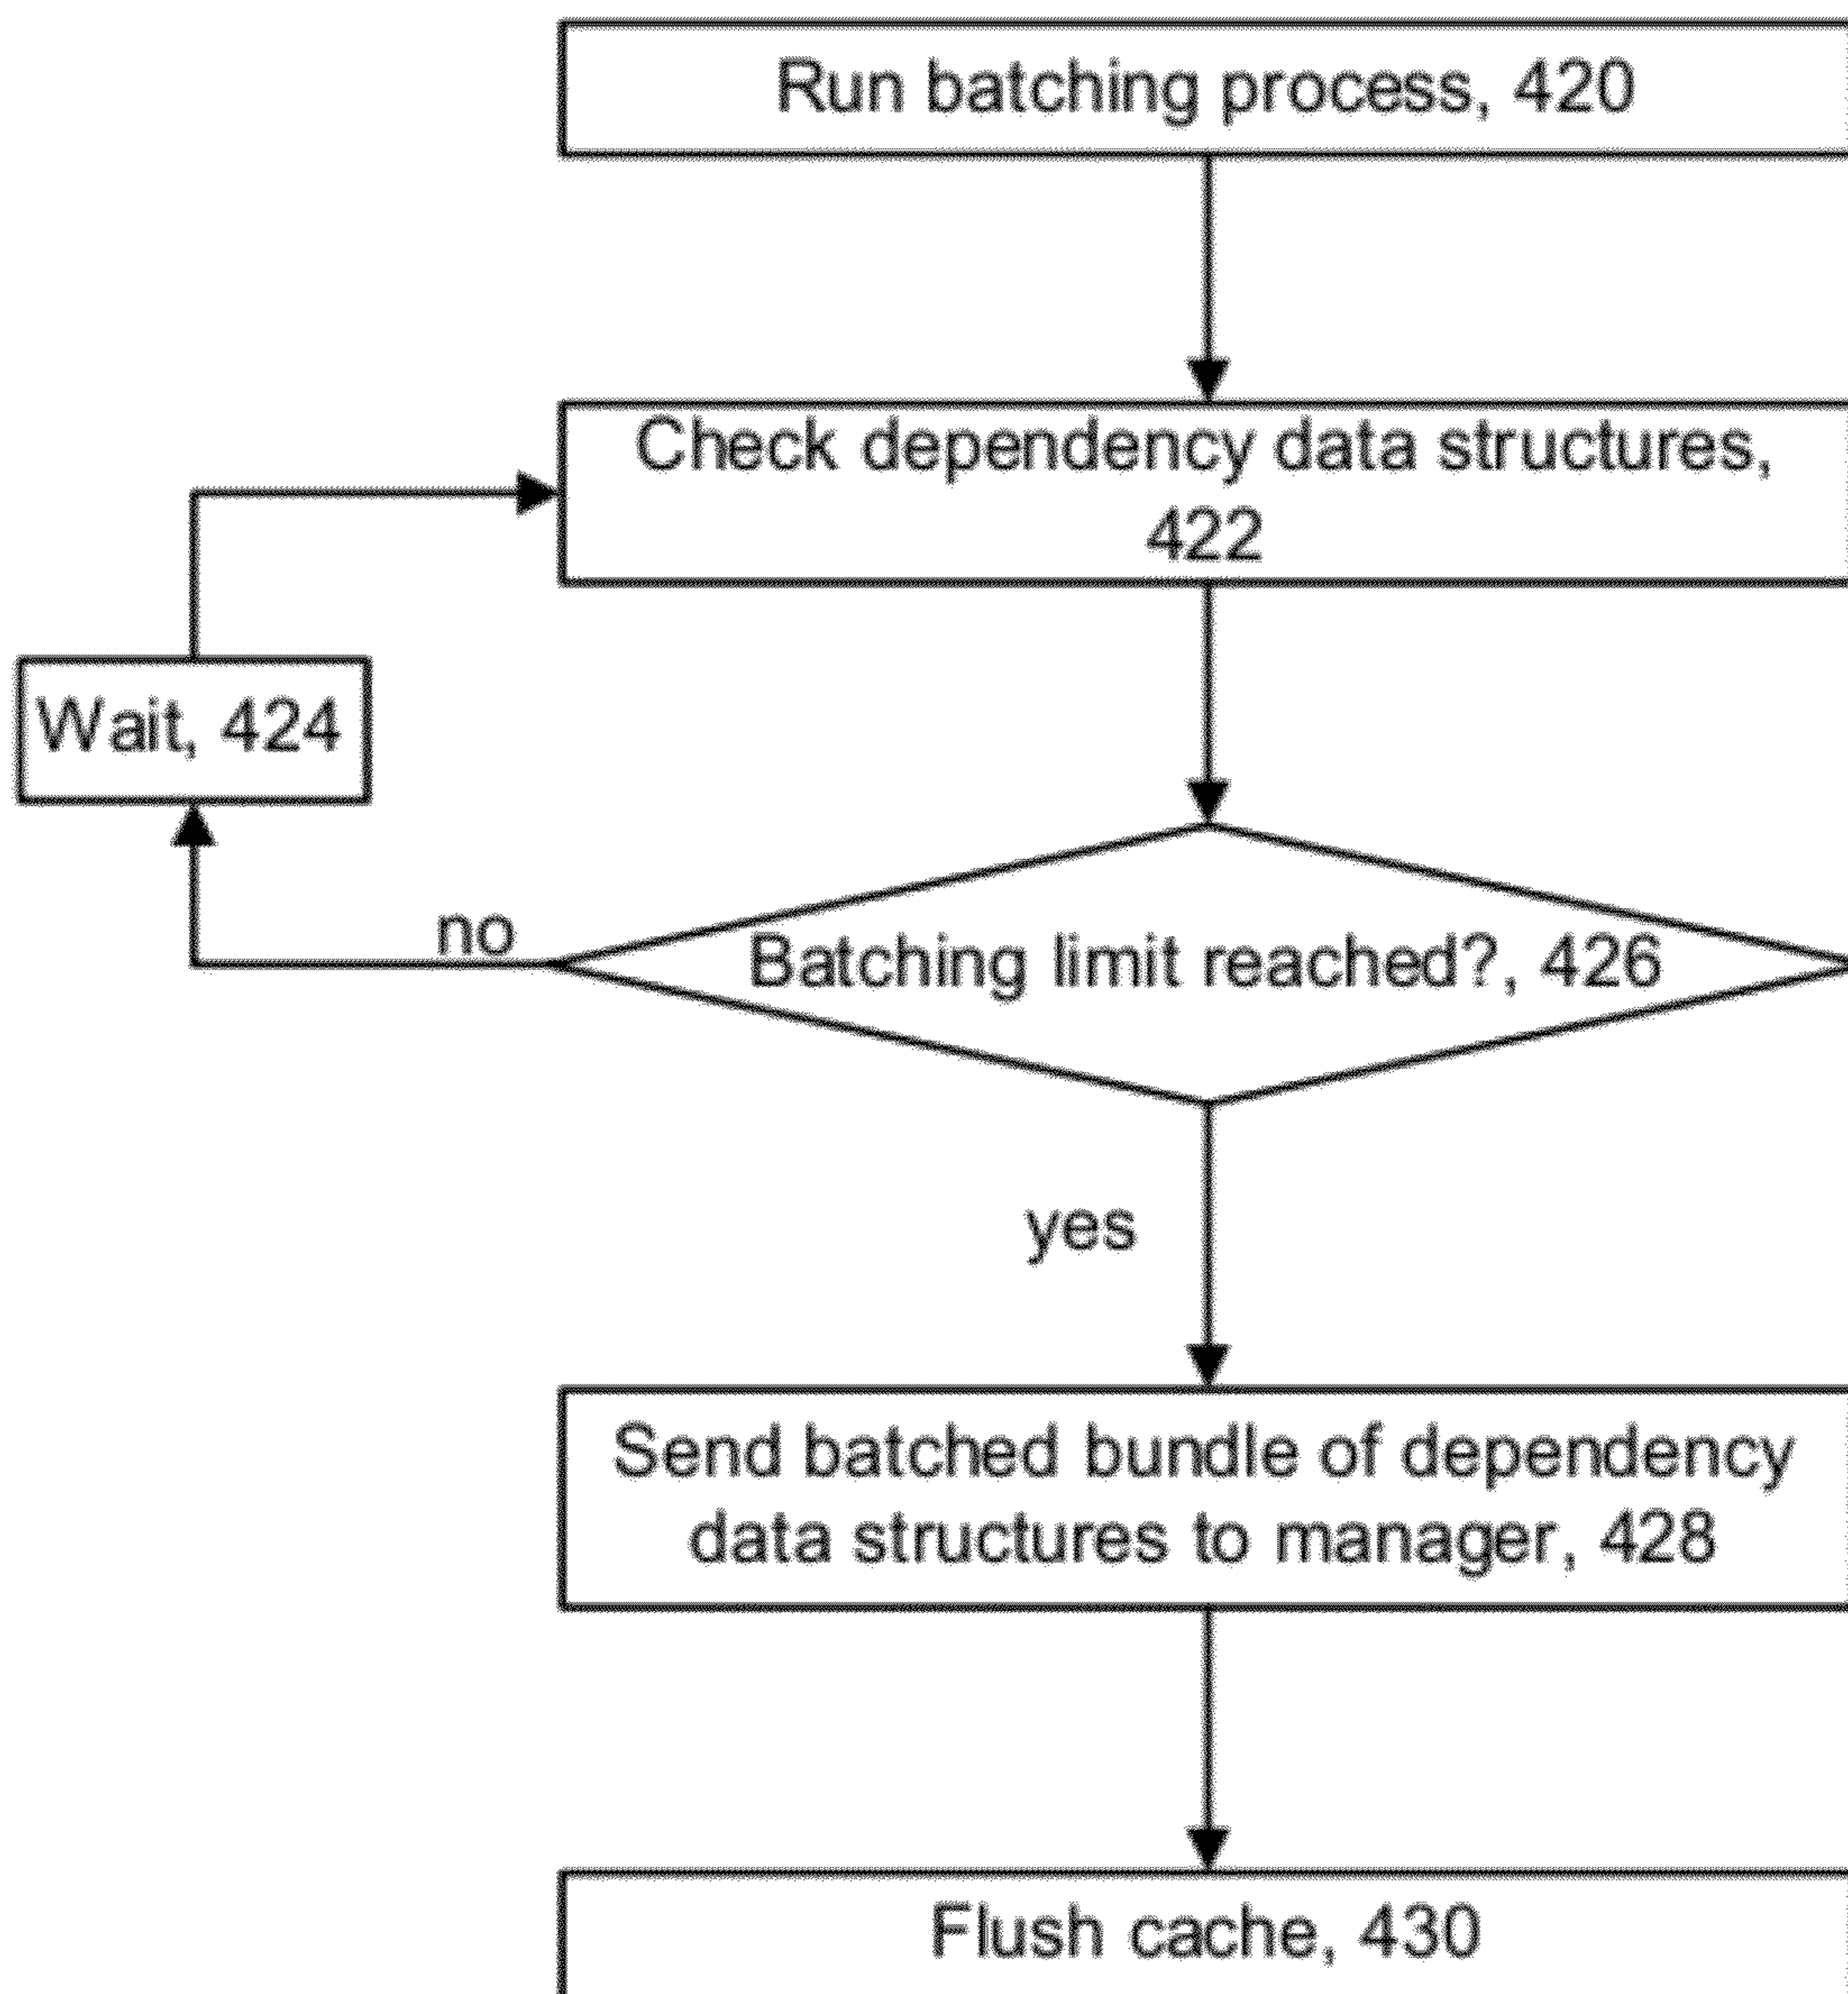 Run batching process, 420
Check dependency data structures,
422
Wait, 424
no
Batching limit reached?, 426
yes
Send batched bundle of dependency
data structures to manager, 428
Flush cache, 430